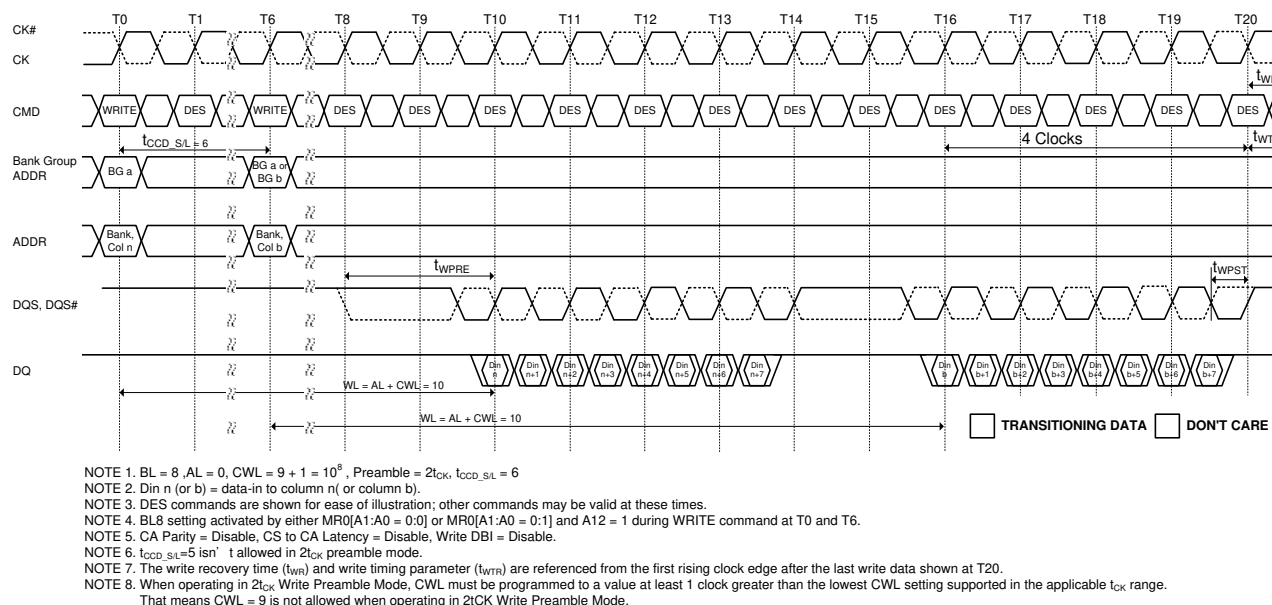 T0 T1 T6 T8 T9 T10 T11 T12 T13 T14 T15 T16 T17 T18 T19 T20
CK#
CK
CMD
WRITE DES WRITE DES DES DES DES DES DES DES DES DES DES DES DES DES
tCCD_S/L = 6
4 Clocks
Bank Group
ADDR
BG a
BG a or
BG b
ADDR
Bank,
Col n
Bank,
Col b
tWPRE
tWPST
DQS, DQS#
DQ
Din n Din n+1 Din n+2 Din n+3 Din n+4 Din n+5 Din n+6 Din n+7 Din b Din b+1 Din b+2 Din b+3 Din b+4 Din b+5 Din b+6 Din b+7
WL = AL + CWL = 10
WL = AL + CWL = 10
TRANSITIONING DATA DON'T CARE
NOTE 1. BL = 8 ,AL = 0, CWL = 9 + 1 = 10⁸ , Preamble = 2tCK, tCCD_S/L = 6
NOTE 2. Din n (or b) = data-in to column n( or column b).
NOTE 3. DES commands are shown for ease of illustration; other commands may be valid at these times.
NOTE 4. BL8 setting activated by either MR0[A1:A0 = 0:0] or MR0[A1:A0 = 0:1] and A12 = 1 during WRITE command at T0 and T6.
NOTE 5. CA Parity = Disable, CS to CA Latency = Disable, Write DBI = Disable.
NOTE 6. tCCD_S/L=5 isn' t allowed in 2tCK preamble mode.
NOTE 7. The write recovery time (tWR) and write timing parameter (tWTR) are referenced from the first rising clock edge after the last write data shown at T20.
NOTE 8. When operating in 2tCK Write Preamble Mode, CWL must be programmed to a value at least 1 clock greater than the lowest CWL setting supported in the applicable tCK range.
That means CWL = 9 is not allowed when operating in 2tCK Write Preamble Mode.